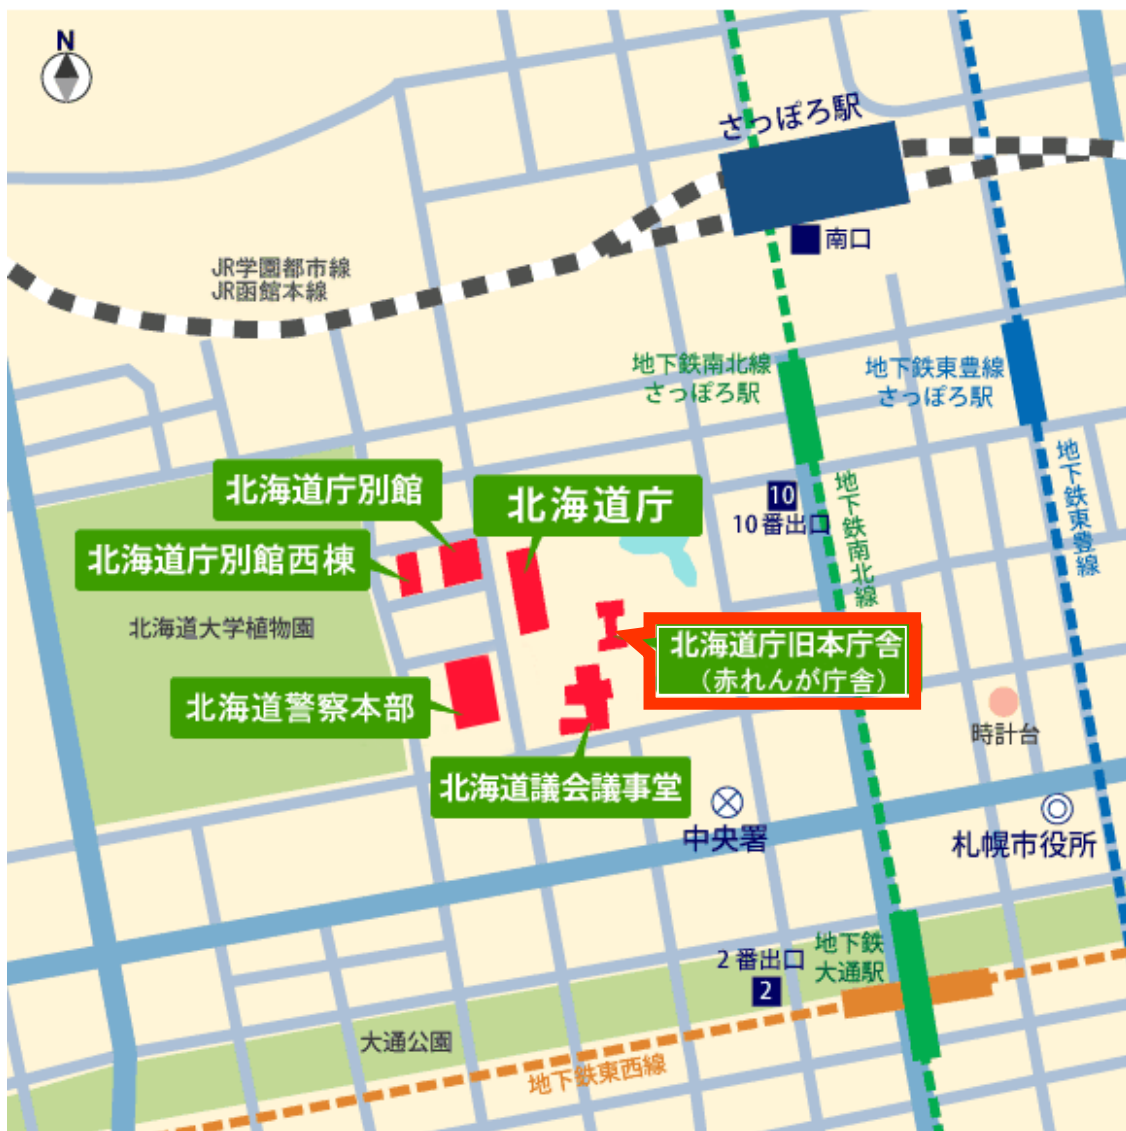 N
さっぽろ駅
南口
JR学園都市線
JR函館本線
地下鉄南北線
さっぽろ駅
地下鉄東豊線
さっぽろ駅
地下鉄東豊線
北海道庁別館
北海道庁
10
10番出口
地下鉄南北線
北海道庁別館西棟
北海道大学植物園
北海道庁旧本庁舎
（赤れんが庁舎）
北海道警察本部
時計台
北海道議会議事堂
中央署
札幌市役所
2番出口
2
地下鉄
大通駅
大通公園
地下鉄東西線